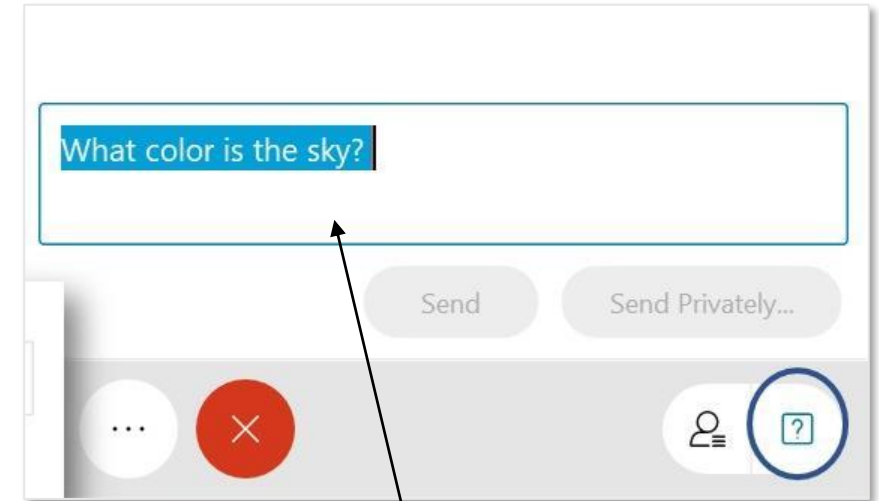 What color is the sky?
Send Send Privately...
... ?